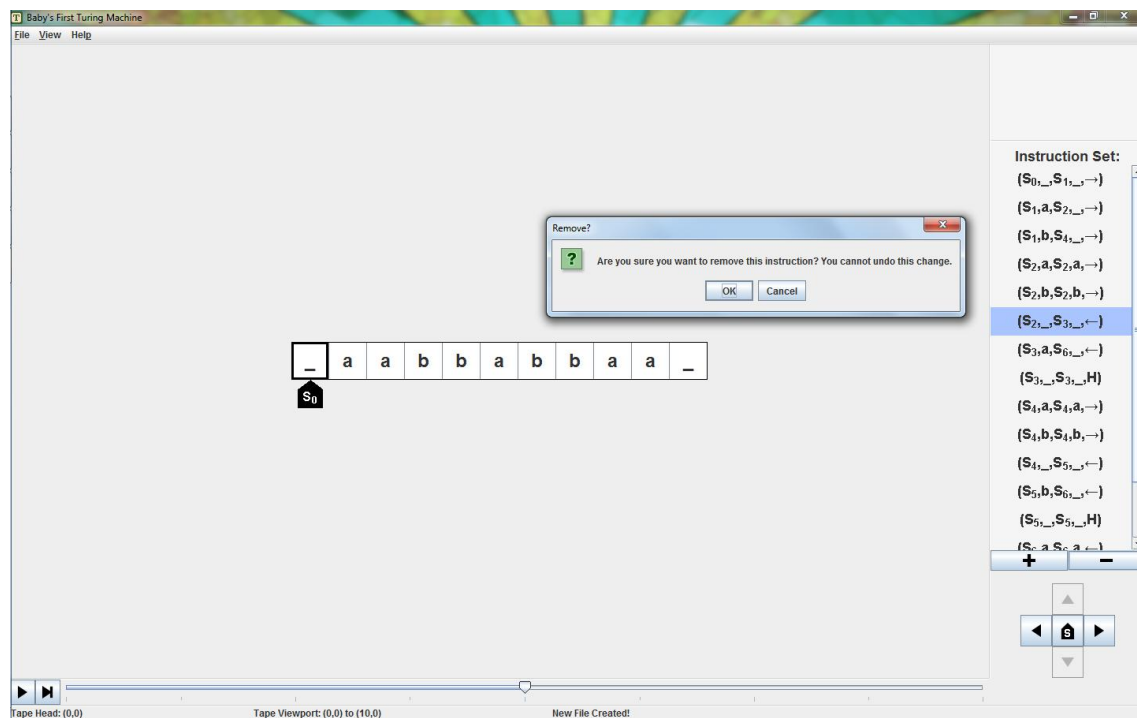 Baby's First Turing Machine
File View Help
Instruction Set:
(S₀,_,S₁,_,→)
(S₁,a,S₂,_,→)
(S₁,b,S₄,_,→)
(S₂,a,S₂,a,→)
Remove?
Are you sure you want to remove this instruction? You cannot undo this change.
OK Cancel
(S₂,b,S₂,b,→)
(S₂,_,S₃,_,←)
(S₃,a,S₆,_,←)
_ a a b b a b b a a _
(S₃,_,S₃,_,H)
S₀
(S₄,a,S₄,a,→)
(S₄,b,S₄,b,→)
(S₄,_,S₅,_,←)
(S₅,b,S₆,_,←)
(S₅,_,S₅,_,H)
(S₆,a,S₆,a,←)
+ −
S
Tape Head: (0,0) Tape Viewport: (0,0) to (10,0) New File Created!